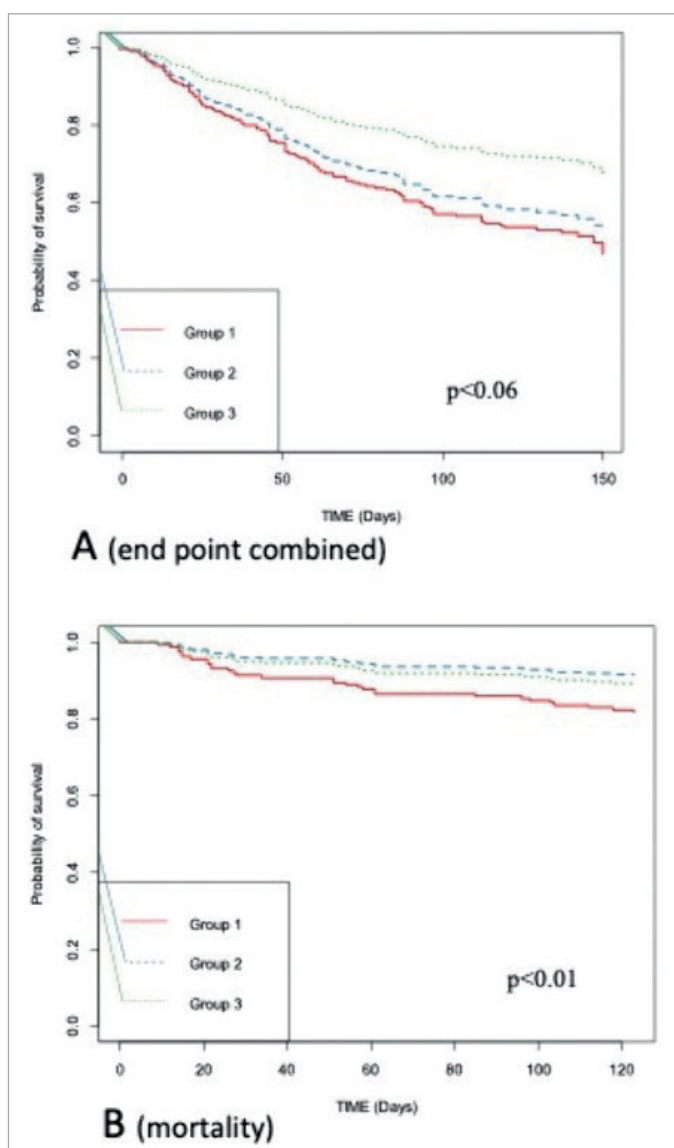 Probability of survival
1.0
0.8
0.6
0.4
0.2
0.0
Group 1
Group 2
Group 3
p<0.06
0 50 100 150
TIME (Days)
A (end point combined)
Probability of survival
1.0
0.8
0.6
0.4
0.2
0.0
Group 1
Group 2
Group 3
p<0.01
0 20 40 60 80 100 120
TIME (Days)
B (mortality)